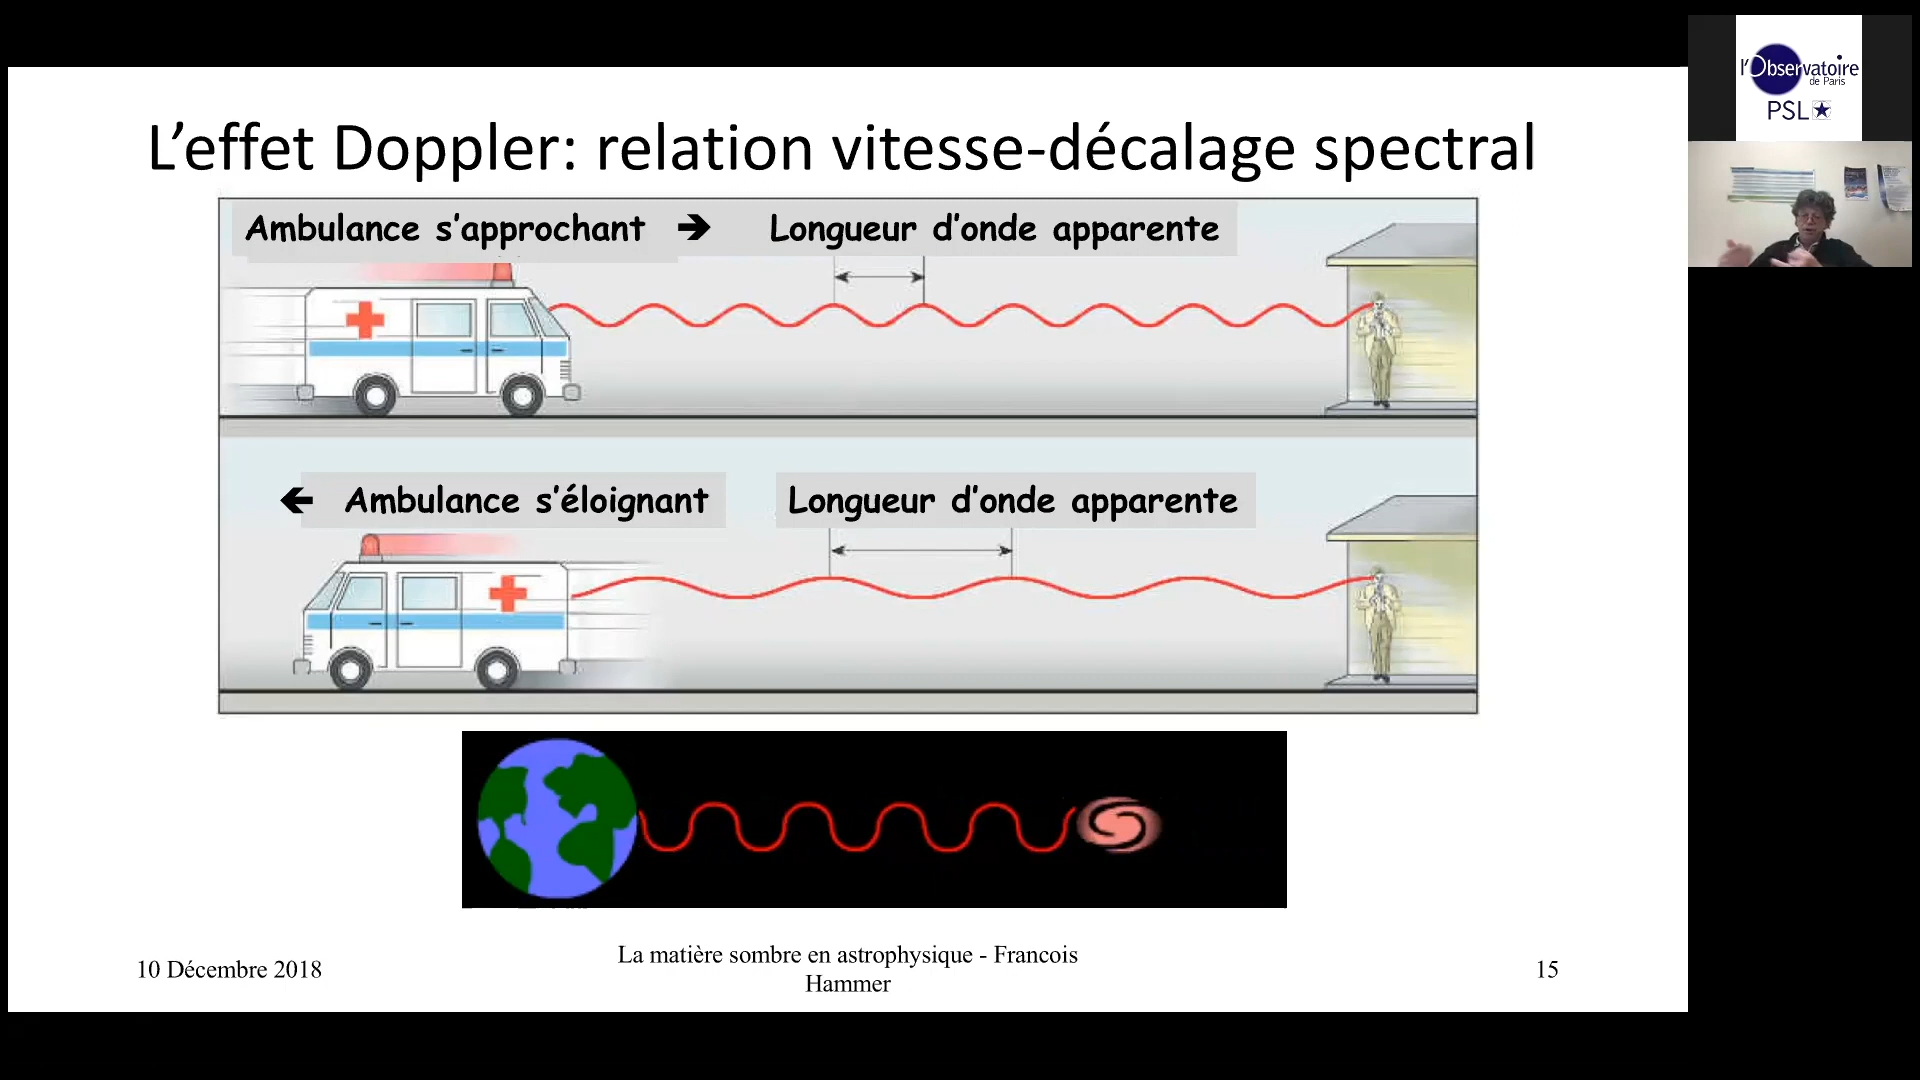 L'effet Doppler: relation vitesse-décalage spectral
Ambulance s'approchant ➔ Longueur d'onde apparente
🡸 Ambulance s'éloignant Longueur d'onde apparente
10 Décembre 2018
La matière sombre en astrophysique - Francois
Hammer
15
l'Observatoire
de Paris
PSL